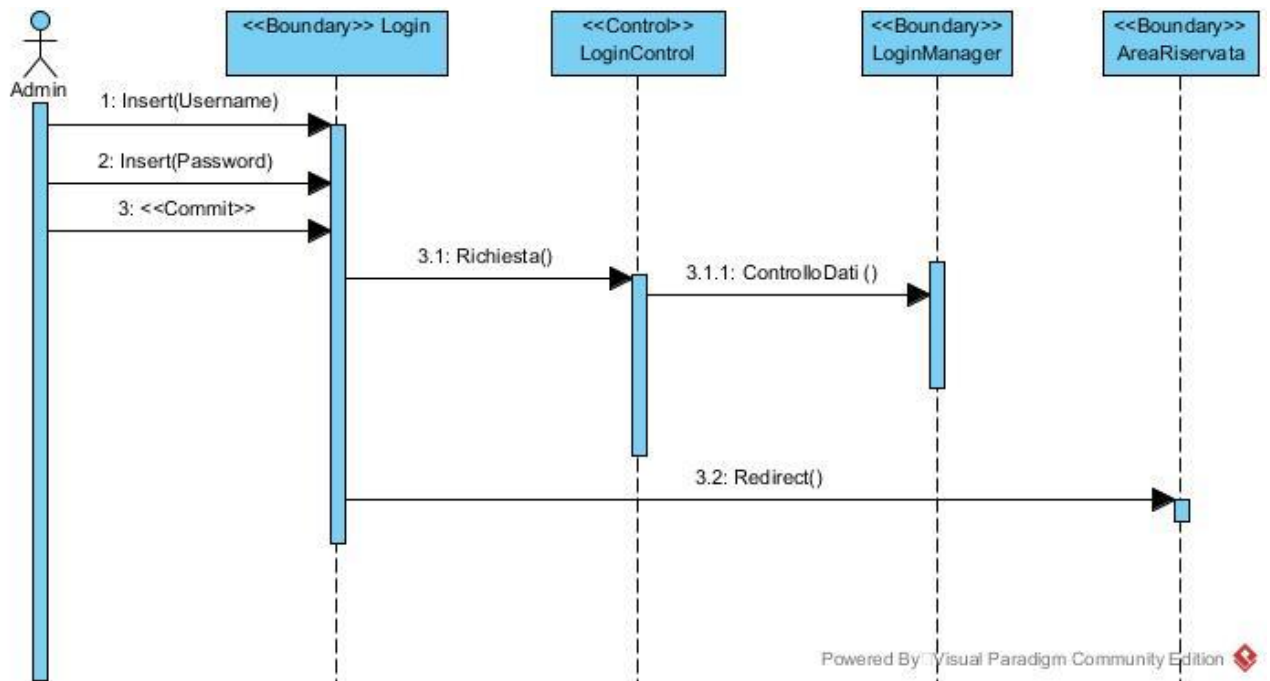 <<Boundary>> Login
<<Control>>
LoginControl
<<Boundary>>
LoginManager
<<Boundary>>
AreaRiservata
Admin
1: Insert(Username)
2: Insert(Password)
3: <<Commit>>
3.1: Richiesta()
3.1.1: ControlloDati ()
3.2: Redirect()
Powered By Visual Paradigm Community Edition